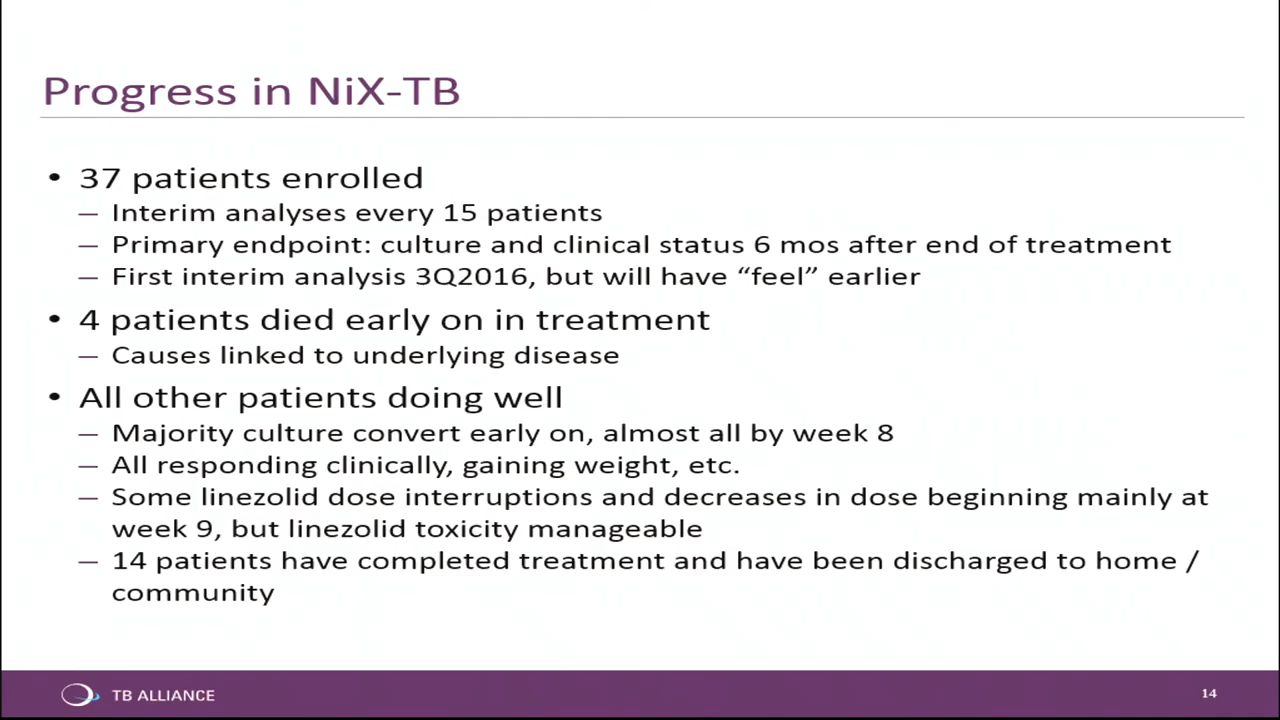 Progress in NiX-TB
• 37 patients enrolled
– Interim analyses every 15 patients
– Primary endpoint: culture and clinical status 6 mos after end of treatment
– First interim analysis 3Q2016, but will have “feel” earlier
• 4 patients died early on in treatment
– Causes linked to underlying disease
• All other patients doing well
– Majority culture convert early on, almost all by week 8
– All responding clinically, gaining weight, etc.
– Some linezolid dose interruptions and decreases in dose beginning mainly at
week 9, but linezolid toxicity manageable
– 14 patients have completed treatment and have been discharged to home /
community
TB ALLIANCE
14